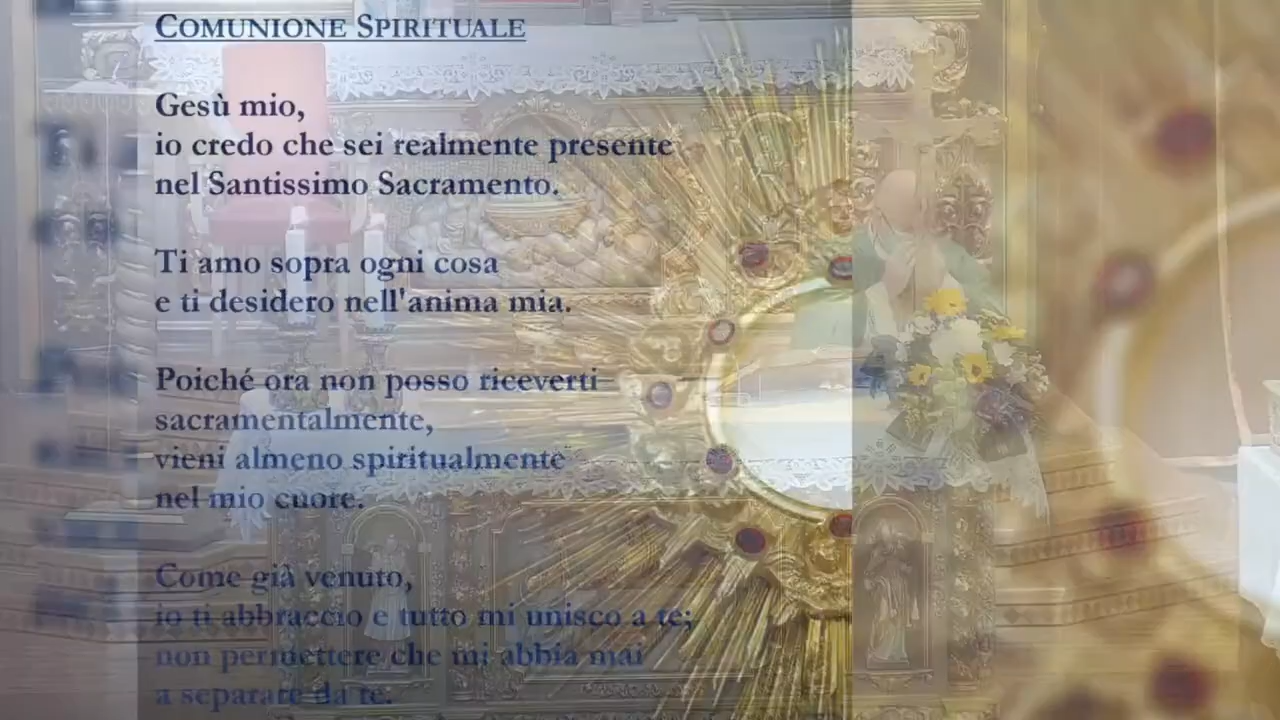 COMUNIONE SPIRITUALE
Gesù mio,
io credo che sei realmente presente
nel Santissimo Sacramento.
Ti amo sopra ogni cosa
e ti desidero nell'anima mia.
Poiché ora non posso riceverti
sacramentalmente,
vieni almeno spiritualmente
nel mio cuore.
Come già venuto,
io ti abbraccio e tutto mi unisco a te;
non permettere che mi abbia mai
a separare da te.